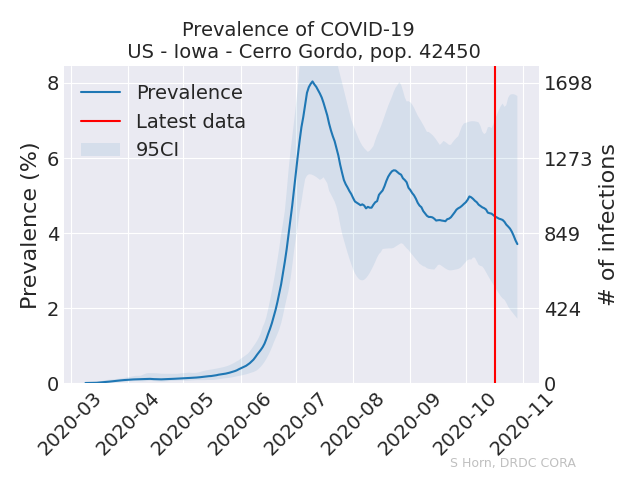 Prevalence of COVID-19
US - Iowa - Cerro Gordo, pop. 42450
Prevalence
Latest data
95CI
Prevalence (%)
8
6
4
2
0
1698
1273
849
424
0
# of infections
2020-03
2020-04
2020-05
2020-06
2020-07
2020-08
2020-09
2020-10
2020-11
S Horn, DRDC CORA